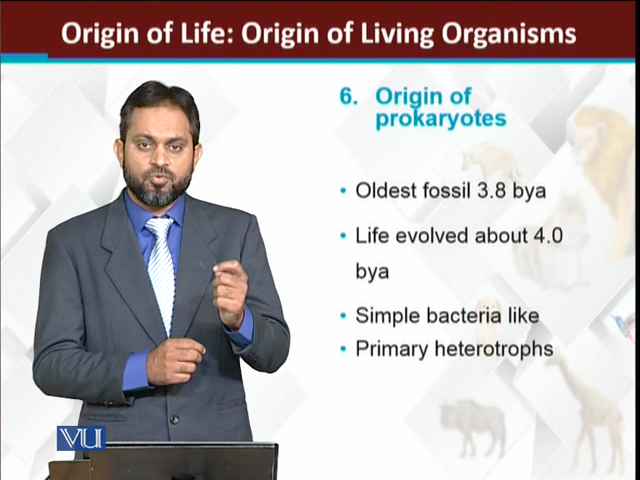 Origin of Life: Origin of Living Organisms
6. Origin of
prokaryotes
• Oldest fossil 3.8 bya
• Life evolved about 4.0
bya
• Simple bacteria like
• Primary heterotrophs
VU